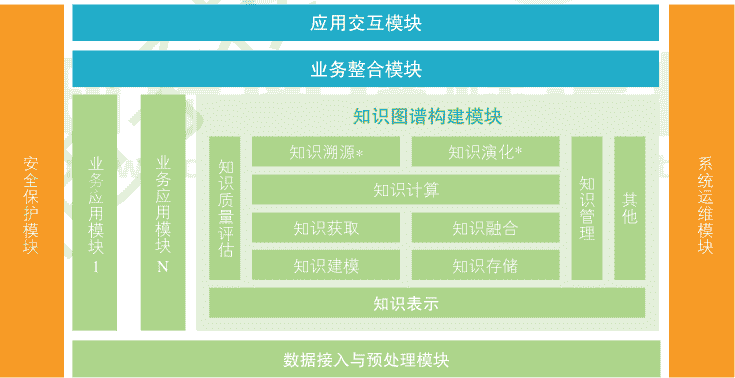 应用交互模块
业务整合模块
安全保护模块
业务应用模块1
业务应用模块N
知识图谱构建模块
知识质量评估
知识溯源*
知识演化*
知识计算
知识获取
知识融合
知识建模
知识存储
知识管理
其他
知识表示
系统运维模块
数据接入与预处理模块